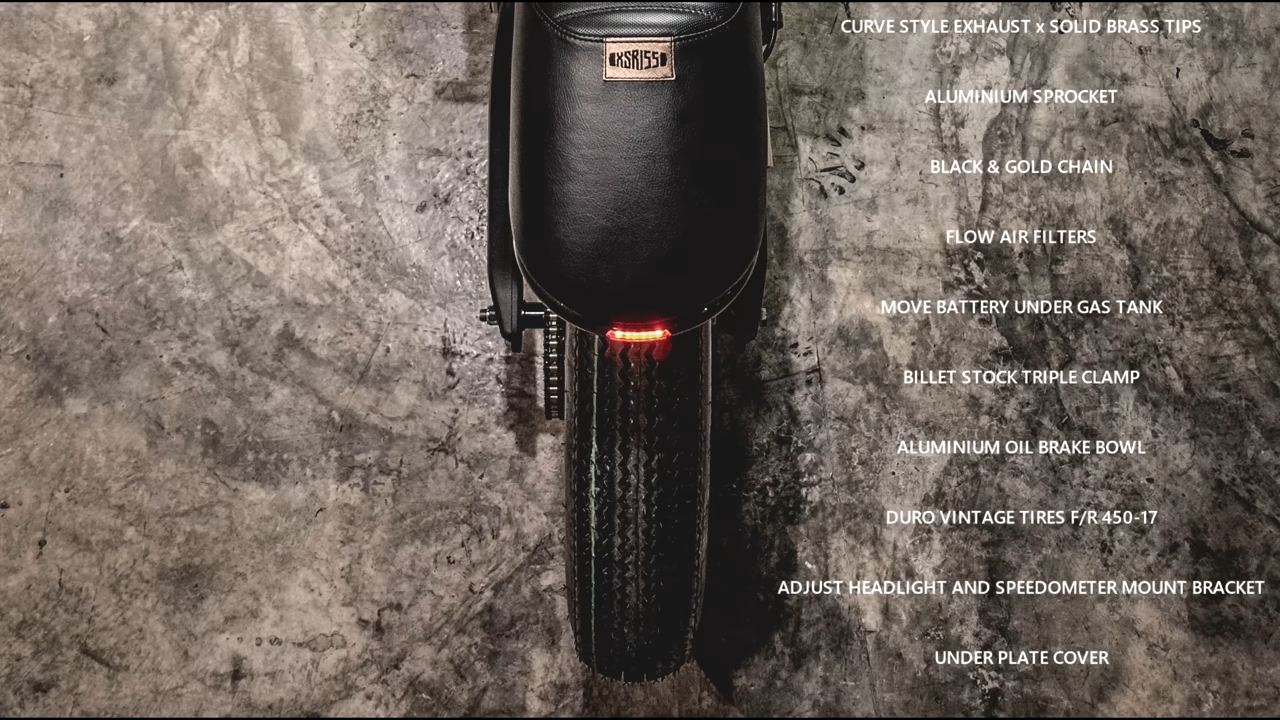 XSR155
CURVE STYLE EXHAUST x SOLID BRASS TIPS
ALUMINIUM SPROCKET
BLACK & GOLD CHAIN
FLOW AIR FILTERS
MOVE BATTERY UNDER GAS TANK
BILLET STOCK TRIPLE CLAMP
ALUMINIUM OIL BRAKE BOWL
DURO VINTAGE TIRES F/R 450-17
ADJUST HEADLIGHT AND SPEEDOMETER MOUNT BRACKET
UNDER PLATE COVER